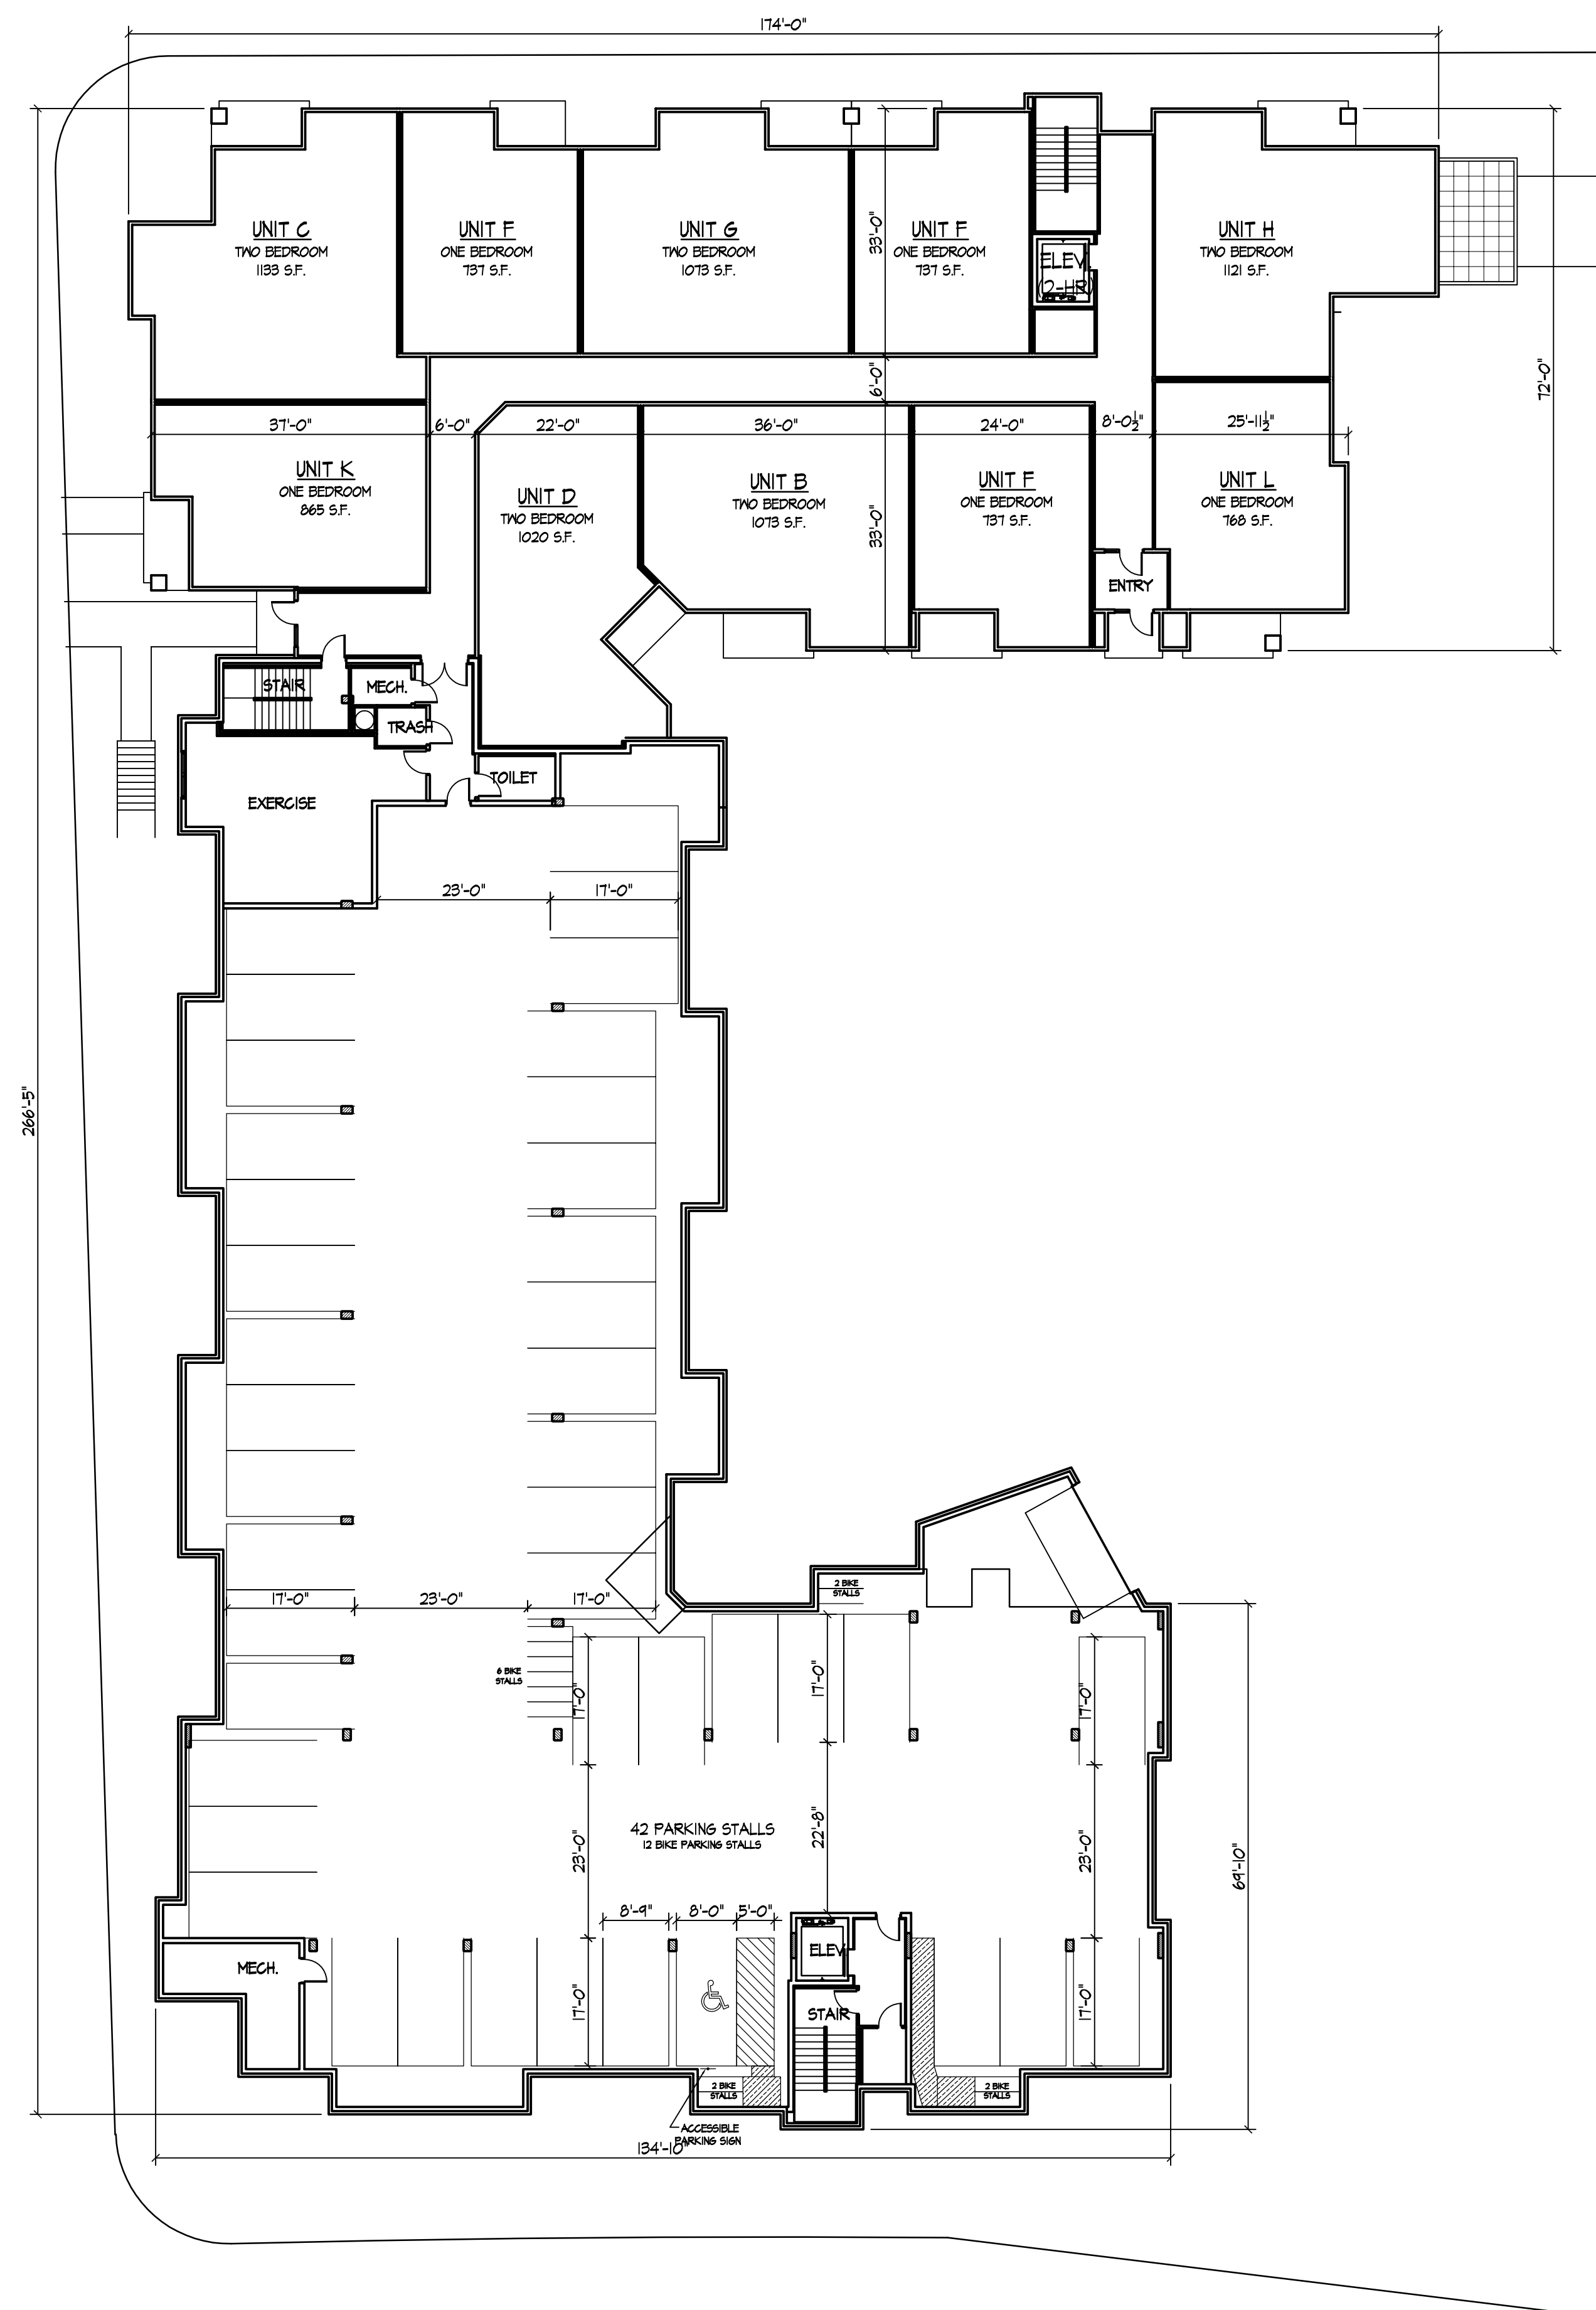 174'-0"
UNIT C
TWO BEDROOM
1133 S.F.
UNIT F
ONE BEDROOM
737 S.F.
UNIT G
TWO BEDROOM
1073 S.F.
33'-0"
UNIT F
ONE BEDROOM
737 S.F.
ELEV.
(2-HR)
UNIT H
TWO BEDROOM
1121 S.F.
6'-0"
72'-0"
37'-0"
6'-0"
22'-0"
36'-0"
24'-0"
8'-0½"
25'-11½"
UNIT K
ONE BEDROOM
865 S.F.
UNIT D
TWO BEDROOM
1020 S.F.
UNIT B
TWO BEDROOM
1073 S.F.
33'-0"
UNIT F
ONE BEDROOM
737 S.F.
UNIT L
ONE BEDROOM
768 S.F.
ENTRY
STAIR
MECH.
TRASH
TOILET
EXERCISE
23'-0"
17'-0"
266'-5"
17'-0"
23'-0"
17'-0"
2 BIKE
STALLS
6 BIKE
STALLS
17'-0"
17'-0"
17'-0"
42 PARKING STALLS
12 BIKE PARKING STALLS
23'-0"
22'-8"
23'-0"
69'-10"
8'-9"
8'-0"
5'-0"
MECH.
ELEV.
STAIR
17'-0"
17'-0"
2 BIKE
STALLS
2 BIKE
STALLS
ACCESSIBLE
PARKING SIGN
134'-10"